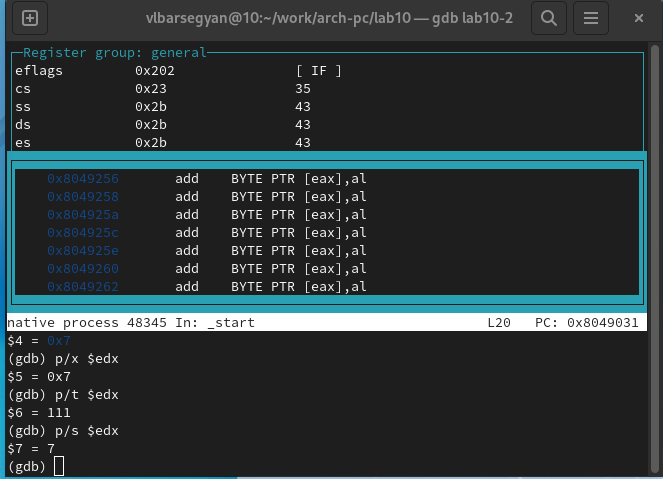 vlbarsegyan@10:~/work/arch-pc/lab10 — gdb lab10-2
Register group: general
eflags 0x202 [ IF ]
cs 0x23 35
ss 0x2b 43
ds 0x2b 43
es 0x2b 43
0x8049256 add BYTE PTR [eax],al
0x8049258 add BYTE PTR [eax],al
0x804925a add BYTE PTR [eax],al
0x804925c add BYTE PTR [eax],al
0x804925e add BYTE PTR [eax],al
0x8049260 add BYTE PTR [eax],al
0x8049262 add BYTE PTR [eax],al
native process 48345 In: _start L20 PC: 0x8049031
$4 = 0x7
(gdb) p/x $edx
$5 = 0x7
(gdb) p/t $edx
$6 = 111
(gdb) p/s $edx
$7 = 7
(gdb)